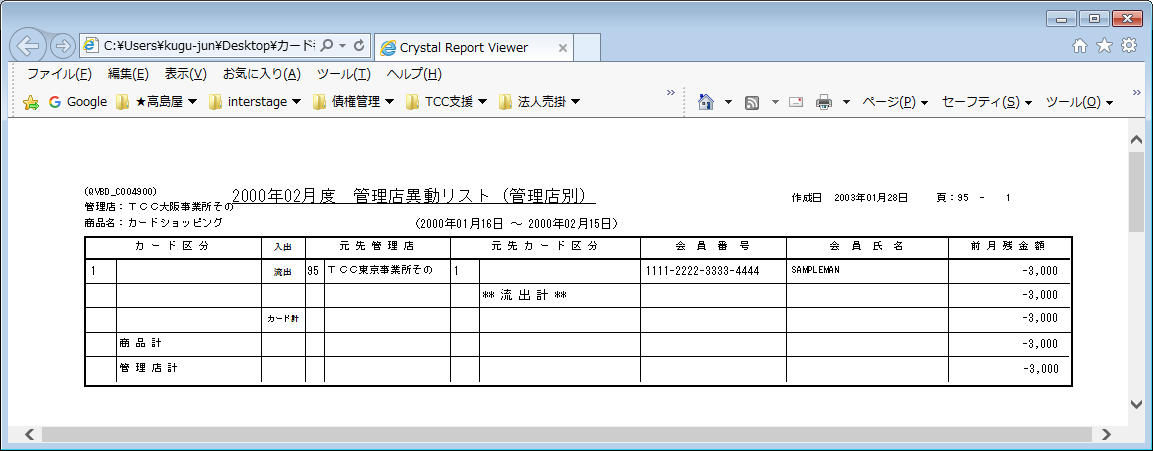 C:¥Users¥kugu-jun¥Desktop¥カード
Crystal Report Viewer
ファイル(F) 編集(E) 表示(V) お気に入り(A) ツール(T) ヘルプ(H)
Google ★高島屋 interstage 債権管理 TCC支援 法人売掛 ページ(P) セーフティ(S) ツール(O)
(QVBD_C004900)
2000年02月度 管理店異動リスト（管理店別）
作成日 2003年01月28日 頁：95 - 1
管理店：ＴＣＣ大阪事業所その
商品名：カードショッピング
（2000年01月16日 ～ 2000年02月15日）
カード区分 入出 元先管理店 元先カード区分 会員番号 会員氏名 前月残金額
1 流出 95 ＴＣＣ東京事業所その 1 1111-2222-3333-4444 SAMPLEMAN -3,000
** 流出計 ** -3,000
カード計 -3,000
商品計 -3,000
管理店計 -3,000